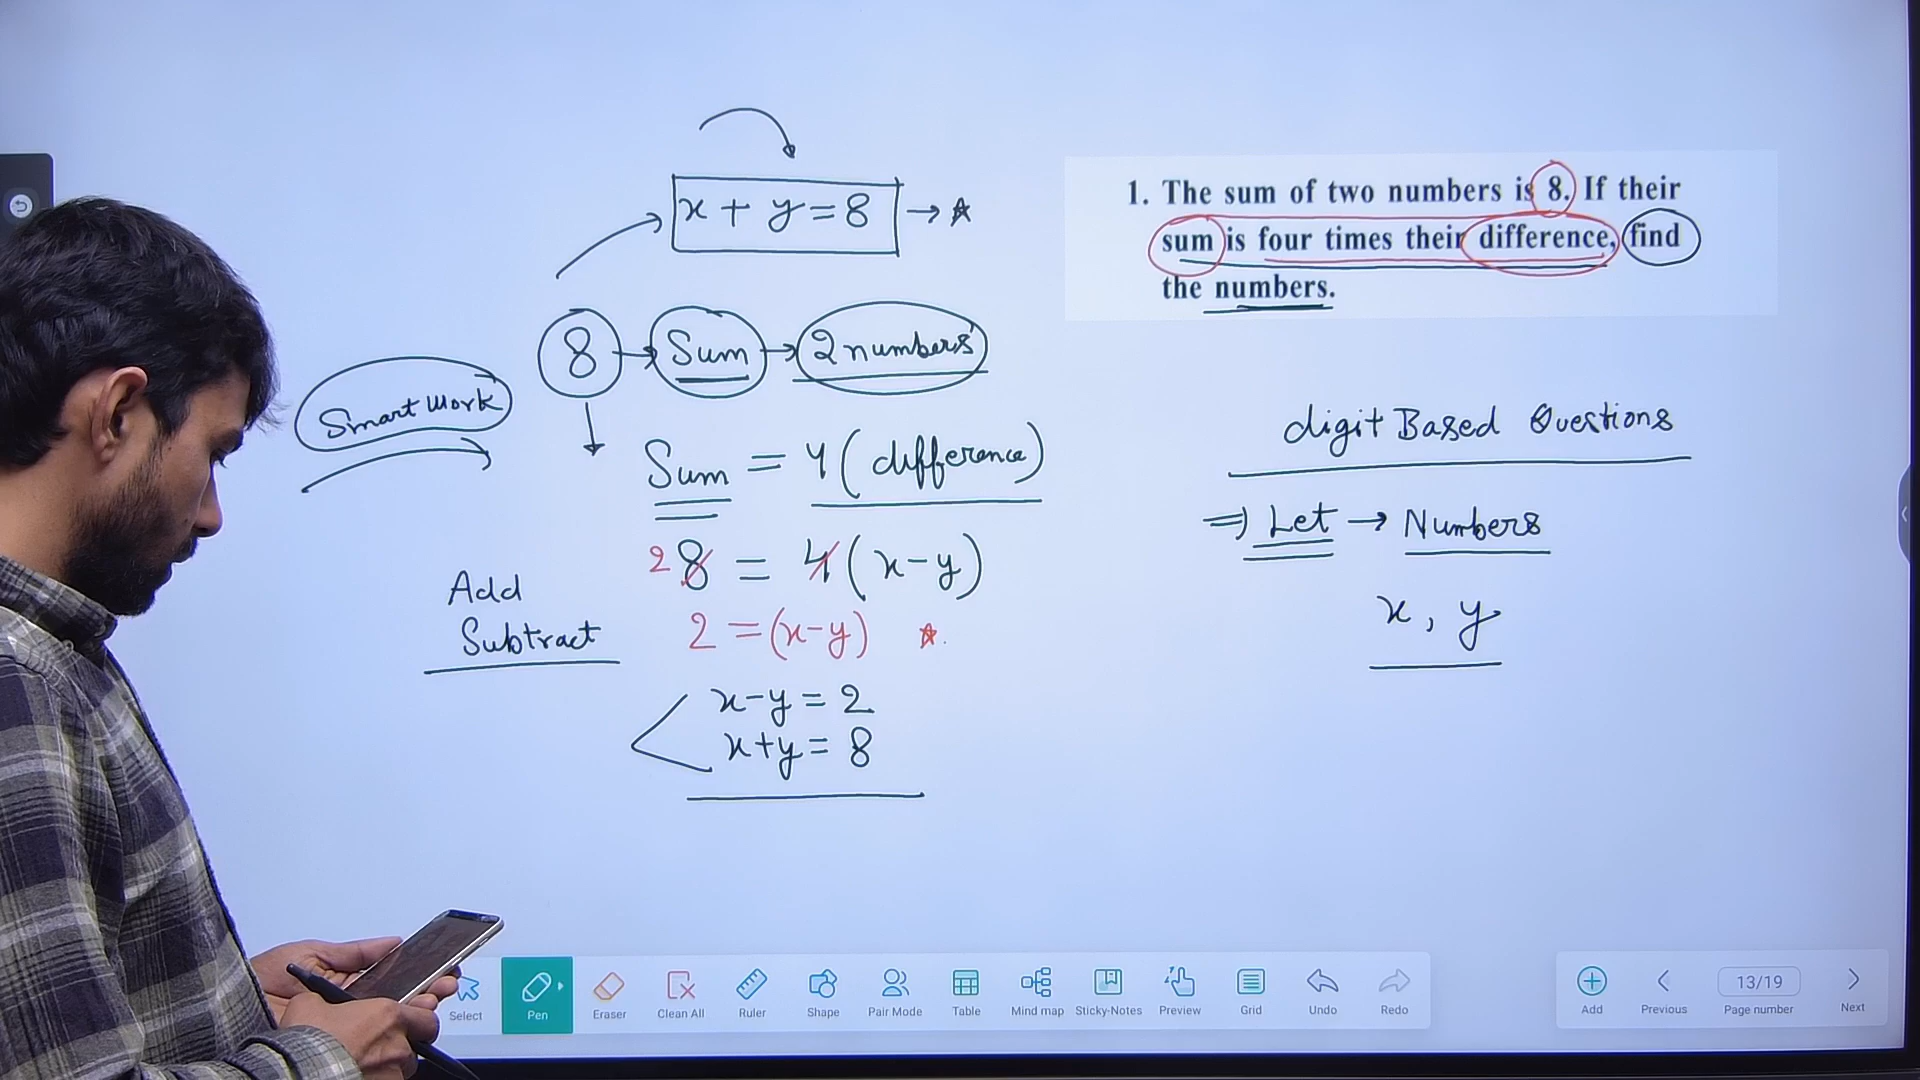 x + y = 8 → ☆
1. The sum of two numbers is 8. If their
sum is four times their difference, find
the numbers.
8 → Sum → 2 numbers
Smart Work
Sum = 4 (difference)
2 8 = 4 (x-y)
2 = (x-y) ☆.
Add
Subtract
x-y = 2
x+y = 8
digit Based Questions
⇒ Let → Numbers
x, y
Select Pen Eraser Clean All Ruler Shape Pair Mode Table Mind map Sticky-Notes Preview Grid Undo Redo
13/19
Add Previous Page number Next